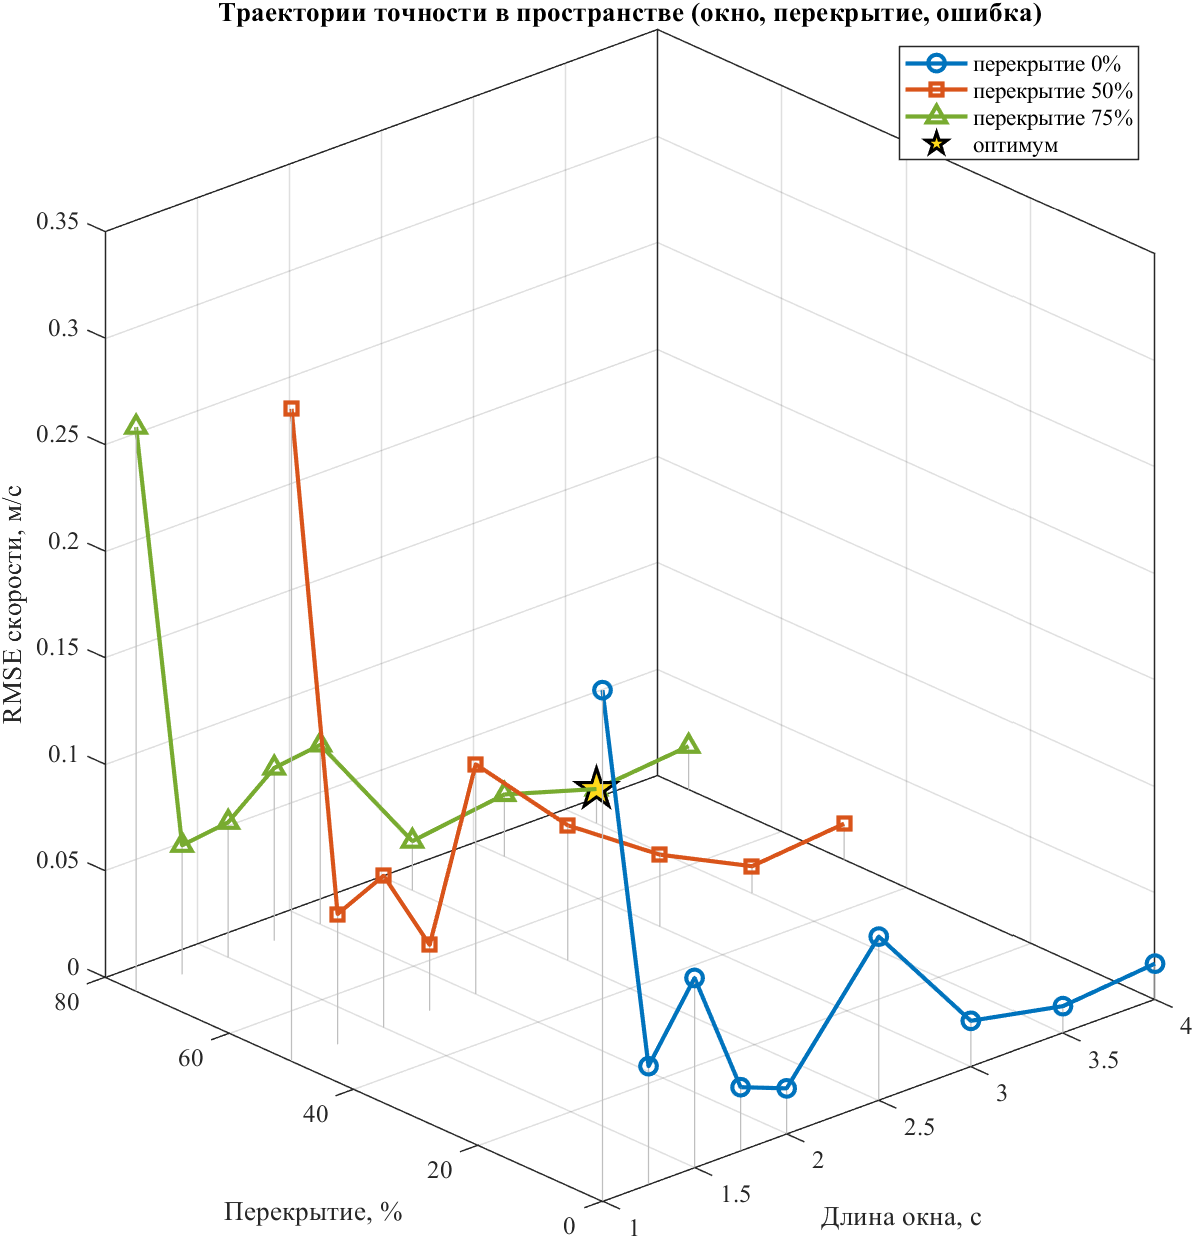 Траектории точности в пространстве (окно, перекрытие, ошибка)
перекрытие 0%
перекрытие 50%
перекрытие 75%
оптимум
0.35
0.3
0.25
0.2
0.15
0.1
0.05
0
RMSE скорости, м/с
80
60
40
20
0
Перекрытие, %
1
1.5
2
2.5
3
3.5
4
Длина окна, с